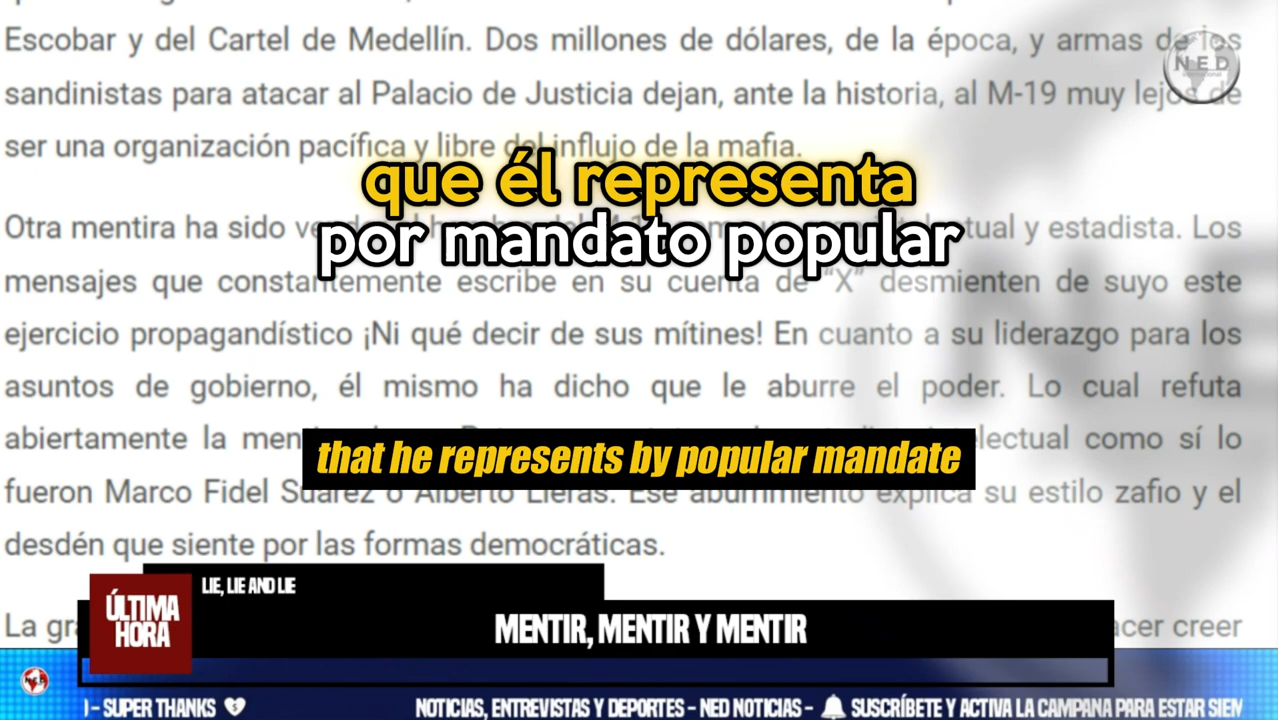 Escobar y del Cartel de Medellín. Dos millones de dólares, de la época, y armas de los
N.E.D
sandinistas para atacar al Palacio de Justicia dejan, ante la historia, al M-19 muy lejos de
ser una organización pacífica y libre del influjo de la mafia.
que él representa
Otra mentira ha sido y estadista. Los
por mandato popular
mensajes que constantemente escribe en su cuenta de “X” desmienten de suyo este
ejercicio propagandístico ¡Ni qué decir de sus mítines! En cuanto a su liderazgo para los
asuntos de gobierno, él mismo ha dicho que le aburre el poder. Lo cual refuta
abiertamente la como sí lo
that he represents by popular mandate
fueron Marco Fidel Suárez o Alberto Lleras. Ese aburrimiento explica su estilo zafio y el
desdén que siente por las formas democráticas.
LIE, LIE AND LIE
ÚLTIMA
HORA
MENTIR, MENTIR Y MENTIR
La creer
- SUPER THANKS
NOTICIAS, ENTREVISTAS Y DEPORTES - NED NOTICIAS - SUSCRÍBETE Y ACTIVA LA CAMPANA PARA ESTAR SIEM